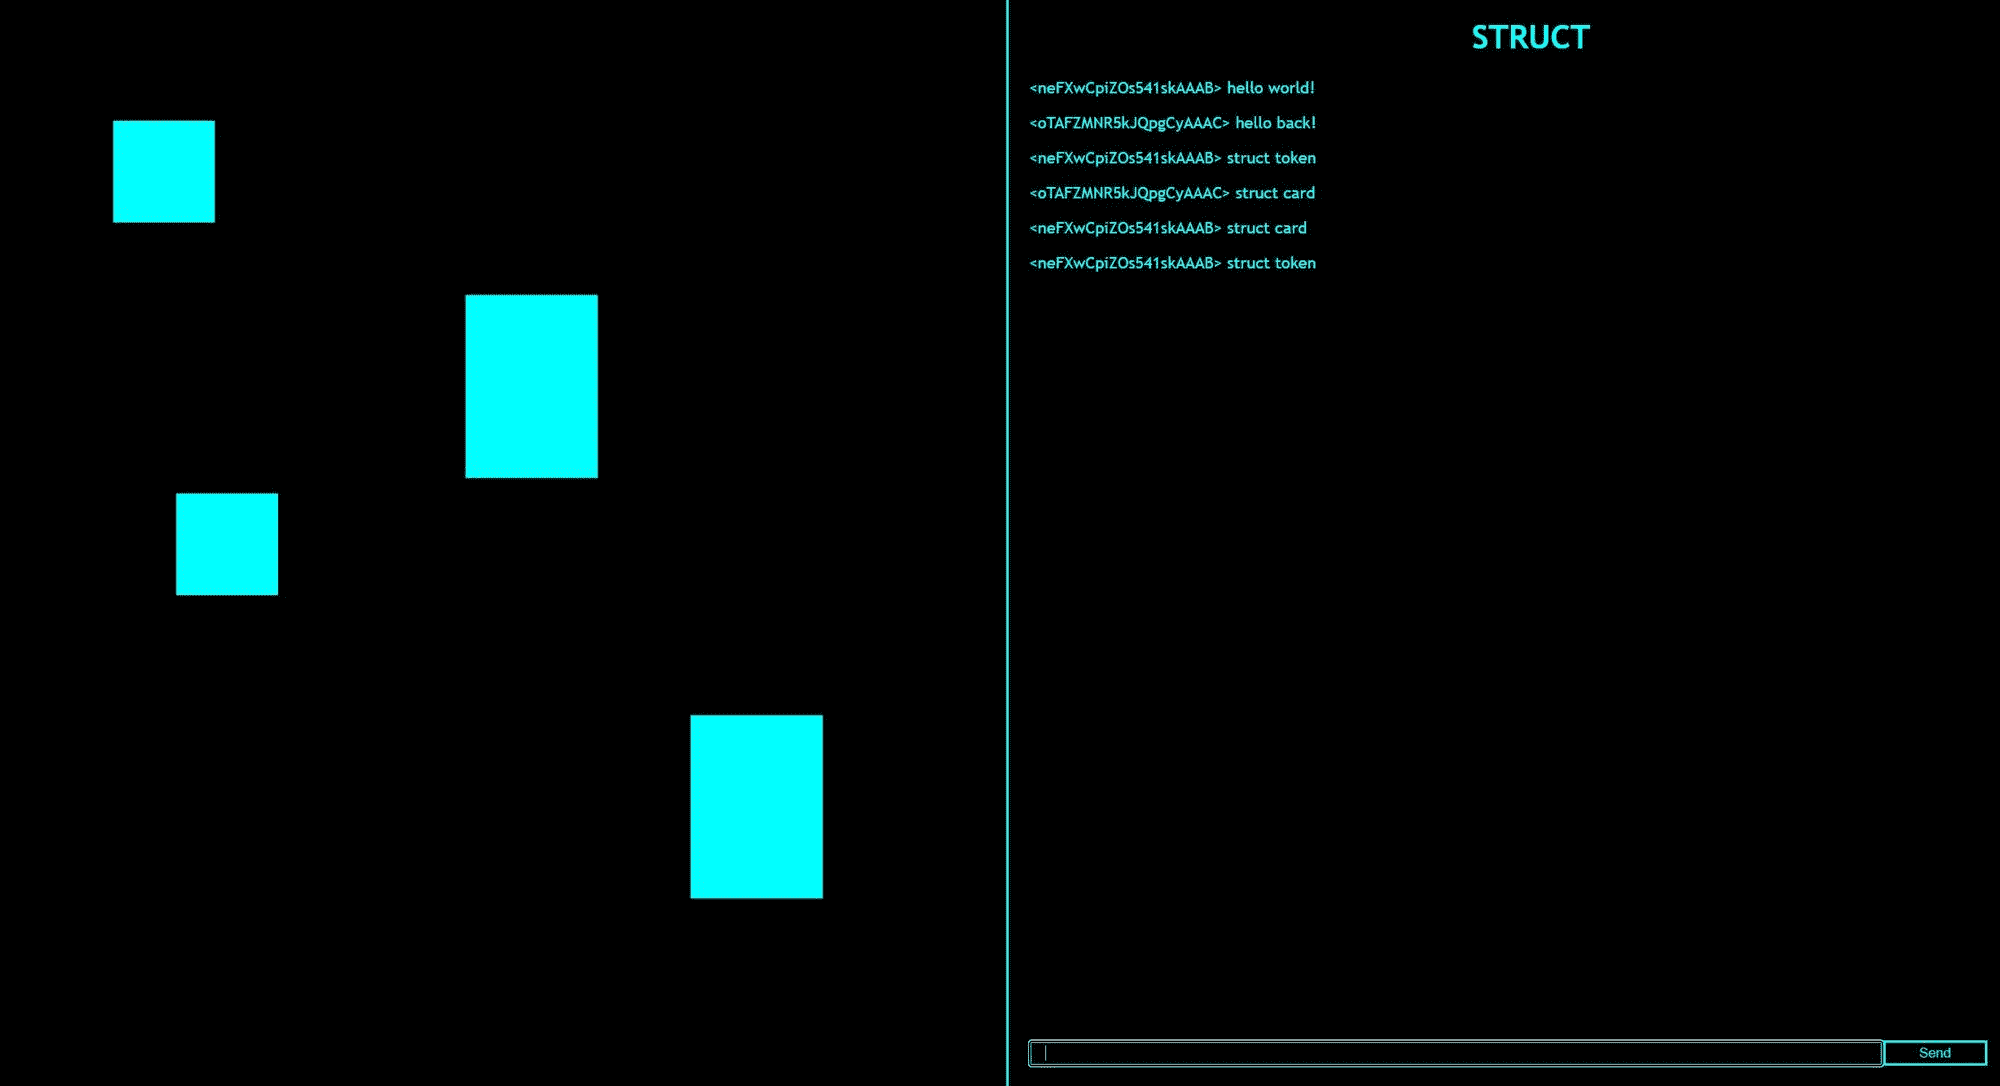 STRUCT
<neFXwCpiZOs541skAAAB> hello world!
<oTAFZMNR5kJQpgCyAAAC> hello back!
<neFXwCpiZOs541skAAAB> struct token
<oTAFZMNR5kJQpgCyAAAC> struct card
<neFXwCpiZOs541skAAAB> struct card
<neFXwCpiZOs541skAAAB> struct token
Send